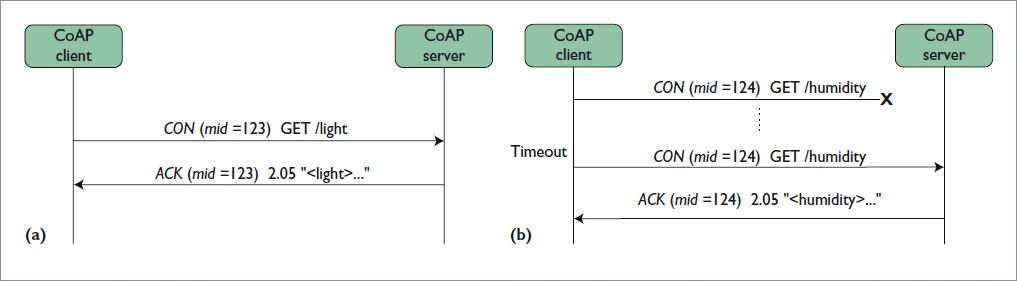 CoAP
client
CoAP
server
CON (mid =123) GET /light
ACK (mid =123) 2.05 "<light>..."
(a)
CoAP
client
CoAP
server
CON (mid =124) GET /humidity
X
Timeout
CON (mid =124) GET /humidity
ACK (mid =124) 2.05 "<humidity>..."
(b)